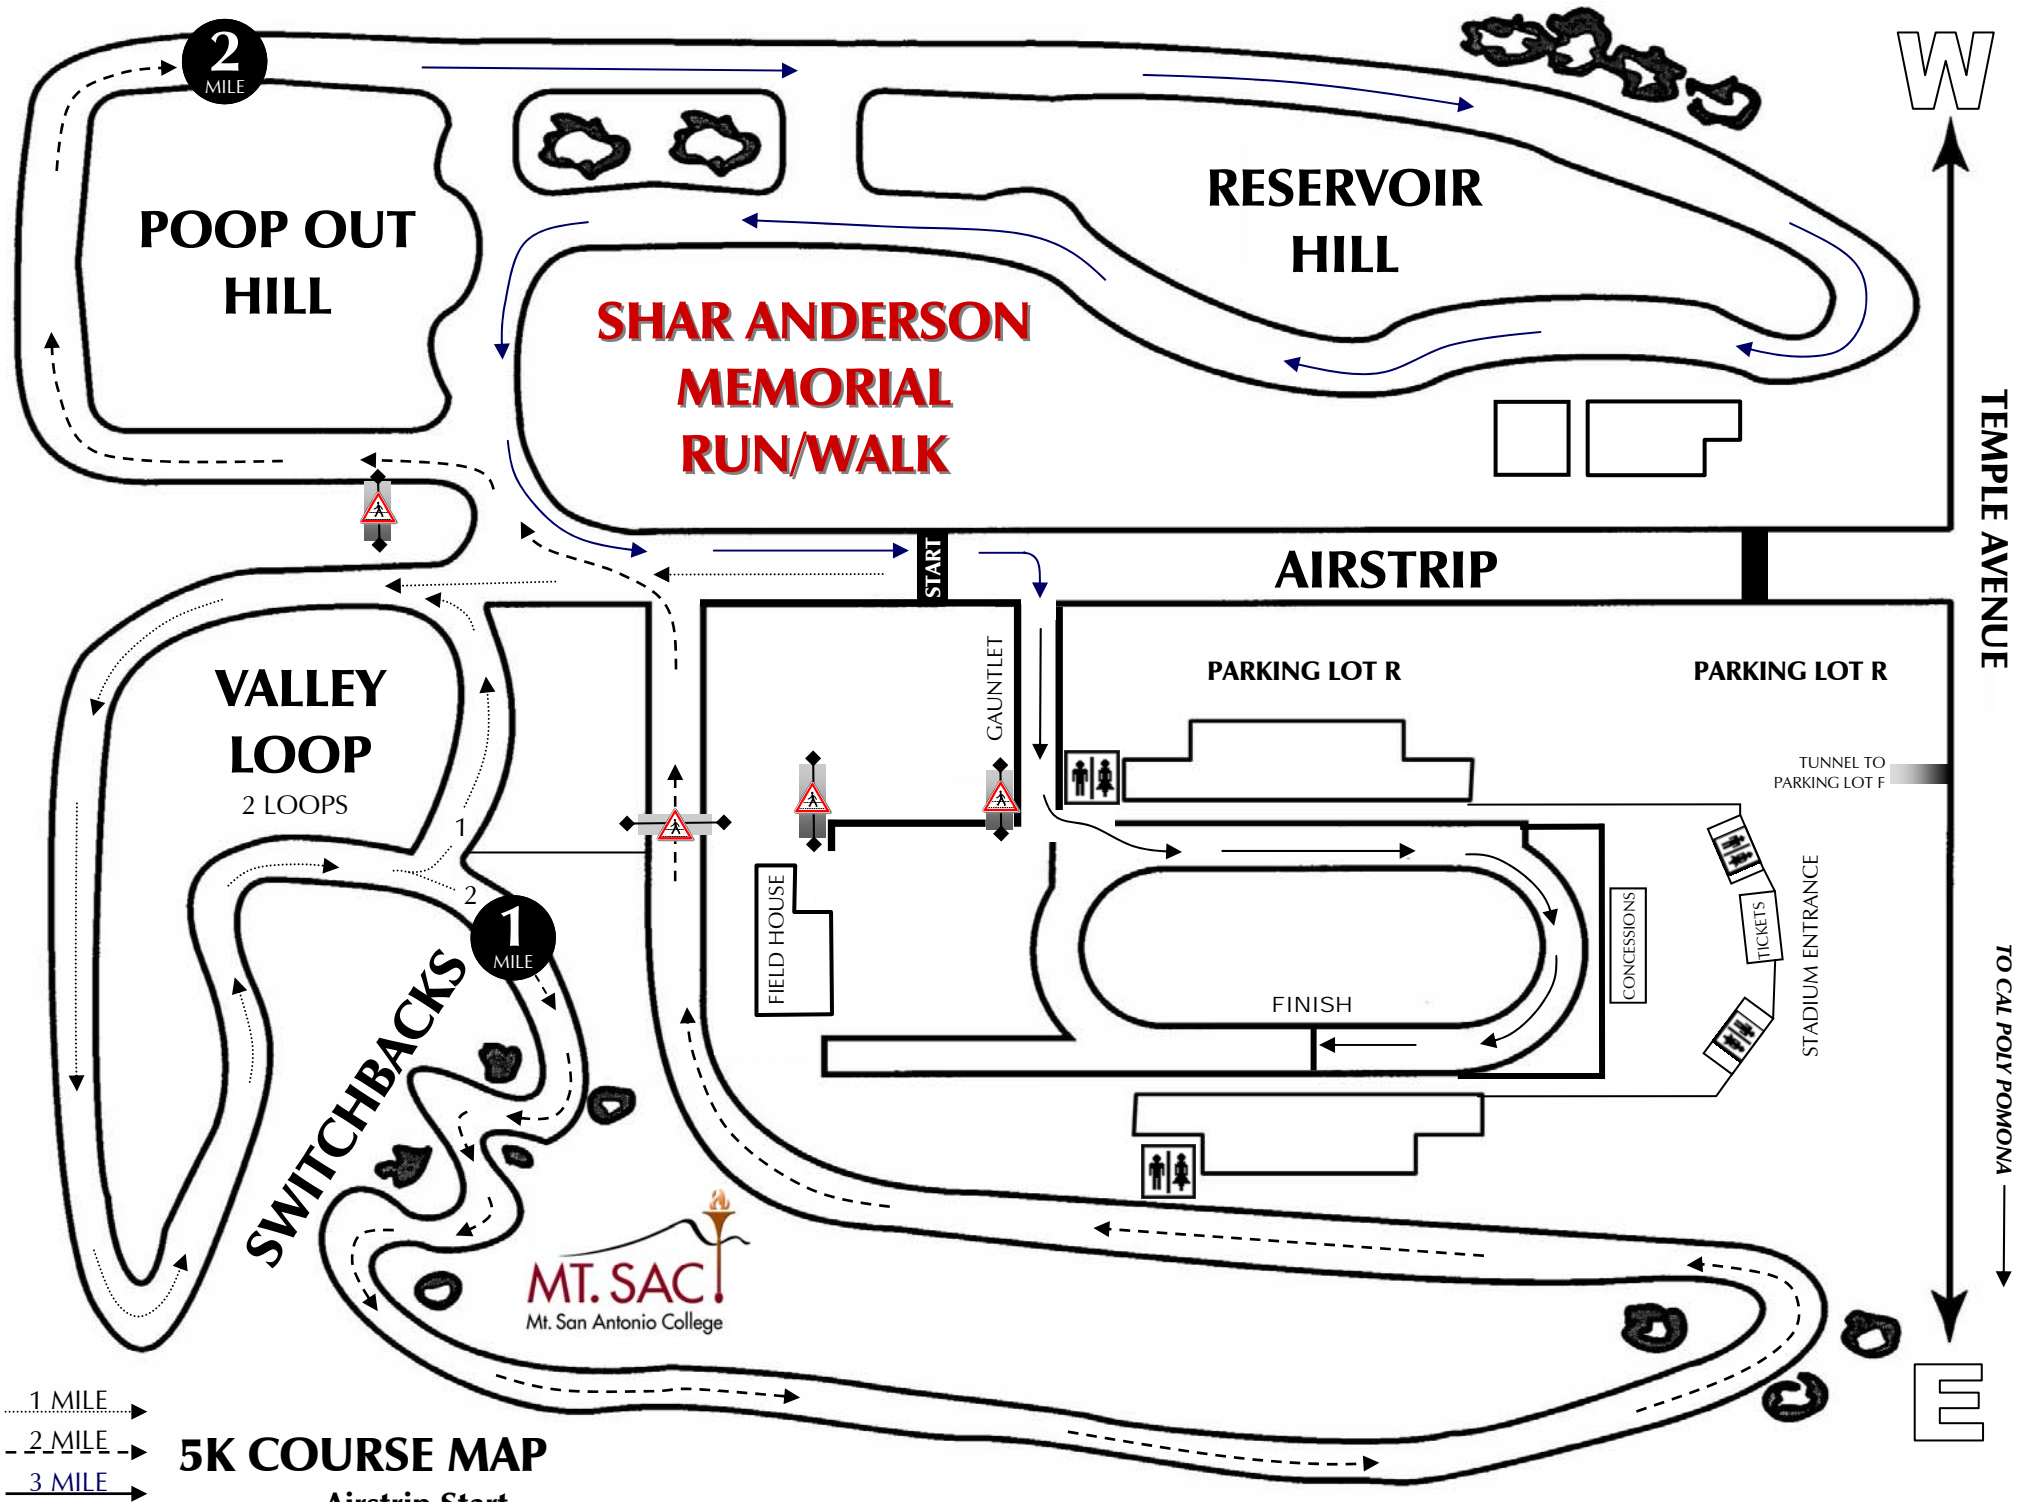 2
MILE
W
POOP OUT
HILL
RESERVOIR
HILL
SHAR ANDERSON
MEMORIAL
RUN/WALK
TEMPLE AVENUE
START
AIRSTRIP
GAUNTLET
PARKING LOT R
PARKING LOT R
VALLEY
LOOP
2 LOOPS
1
2
TUNNEL TO
PARKING LOT F
1
MILE
FIELD HOUSE
FINISH
CONCESSIONS
TICKETS
STADIUM ENTRANCE
TO CAL POLY POMONA
SWITCHBACKS
MT. SAC
Mt. San Antonio College
E
1 MILE
2 MILE
3 MILE
5K COURSE MAP
Airstrip Start